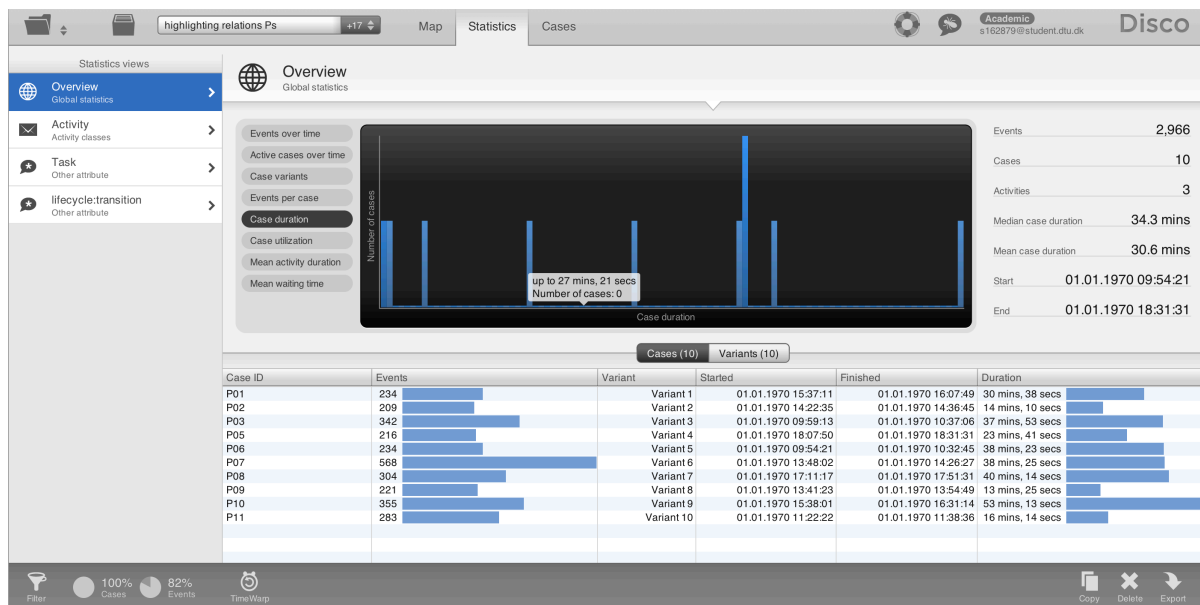 highlighting relations Ps +17 Map Statistics Cases Academic Disco
s162879@student.dtu.dk
Statistics views
Overview
Global statistics
Activity
Activity classes
Task
Other attribute
lifecycle:transition
Other attribute
Overview
Global statistics
Events over time
Active cases over time
Case variants
Events per case
Case duration
Case utilization
Mean activity duration
Mean waiting time
Number of cases
up to 27 mins, 21 secs
Number of cases: 0
Case duration
Events 2,966
Cases 10
Activities 3
Median case duration 34.3 mins
Mean case duration 30.6 mins
Start 01.01.1970 09:54:21
End 01.01.1970 18:31:31
Cases (10) Variants (10)
Case ID Events Variant Started Finished Duration
P01 234 Variant 1 01.01.1970 15:37:11 01.01.1970 16:07:49 30 mins, 38 secs
P02 209 Variant 2 01.01.1970 14:22:35 01.01.1970 14:36:45 14 mins, 10 secs
P03 342 Variant 3 01.01.1970 09:59:13 01.01.1970 10:37:06 37 mins, 53 secs
P05 216 Variant 4 01.01.1970 18:07:50 01.01.1970 18:31:31 23 mins, 41 secs
P06 234 Variant 5 01.01.1970 09:54:21 01.01.1970 10:32:45 38 mins, 23 secs
P07 568 Variant 6 01.01.1970 13:48:02 01.01.1970 14:26:27 38 mins, 25 secs
P08 304 Variant 7 01.01.1970 17:11:17 01.01.1970 17:51:31 40 mins, 14 secs
P09 221 Variant 8 01.01.1970 13:41:23 01.01.1970 13:54:49 13 mins, 25 secs
P10 355 Variant 9 01.01.1970 15:38:01 01.01.1970 16:31:14 53 mins, 13 secs
P11 283 Variant 10 01.01.1970 11:22:22 01.01.1970 11:38:36 16 mins, 14 secs
Filter 100% Cases 82% Events TimeWarp Copy Delete Export